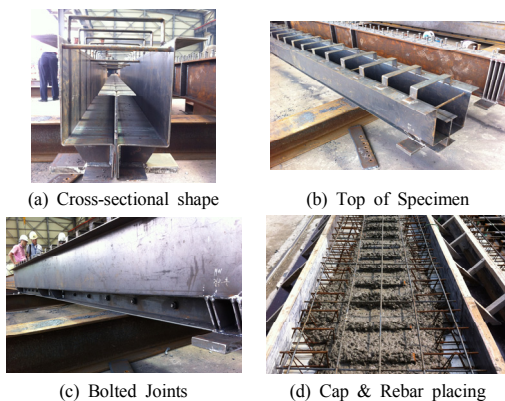 (a) Cross-sectional shape
(b) Top of Specimen
(c) Bolted Joints
(d) Cap & Rebar placing